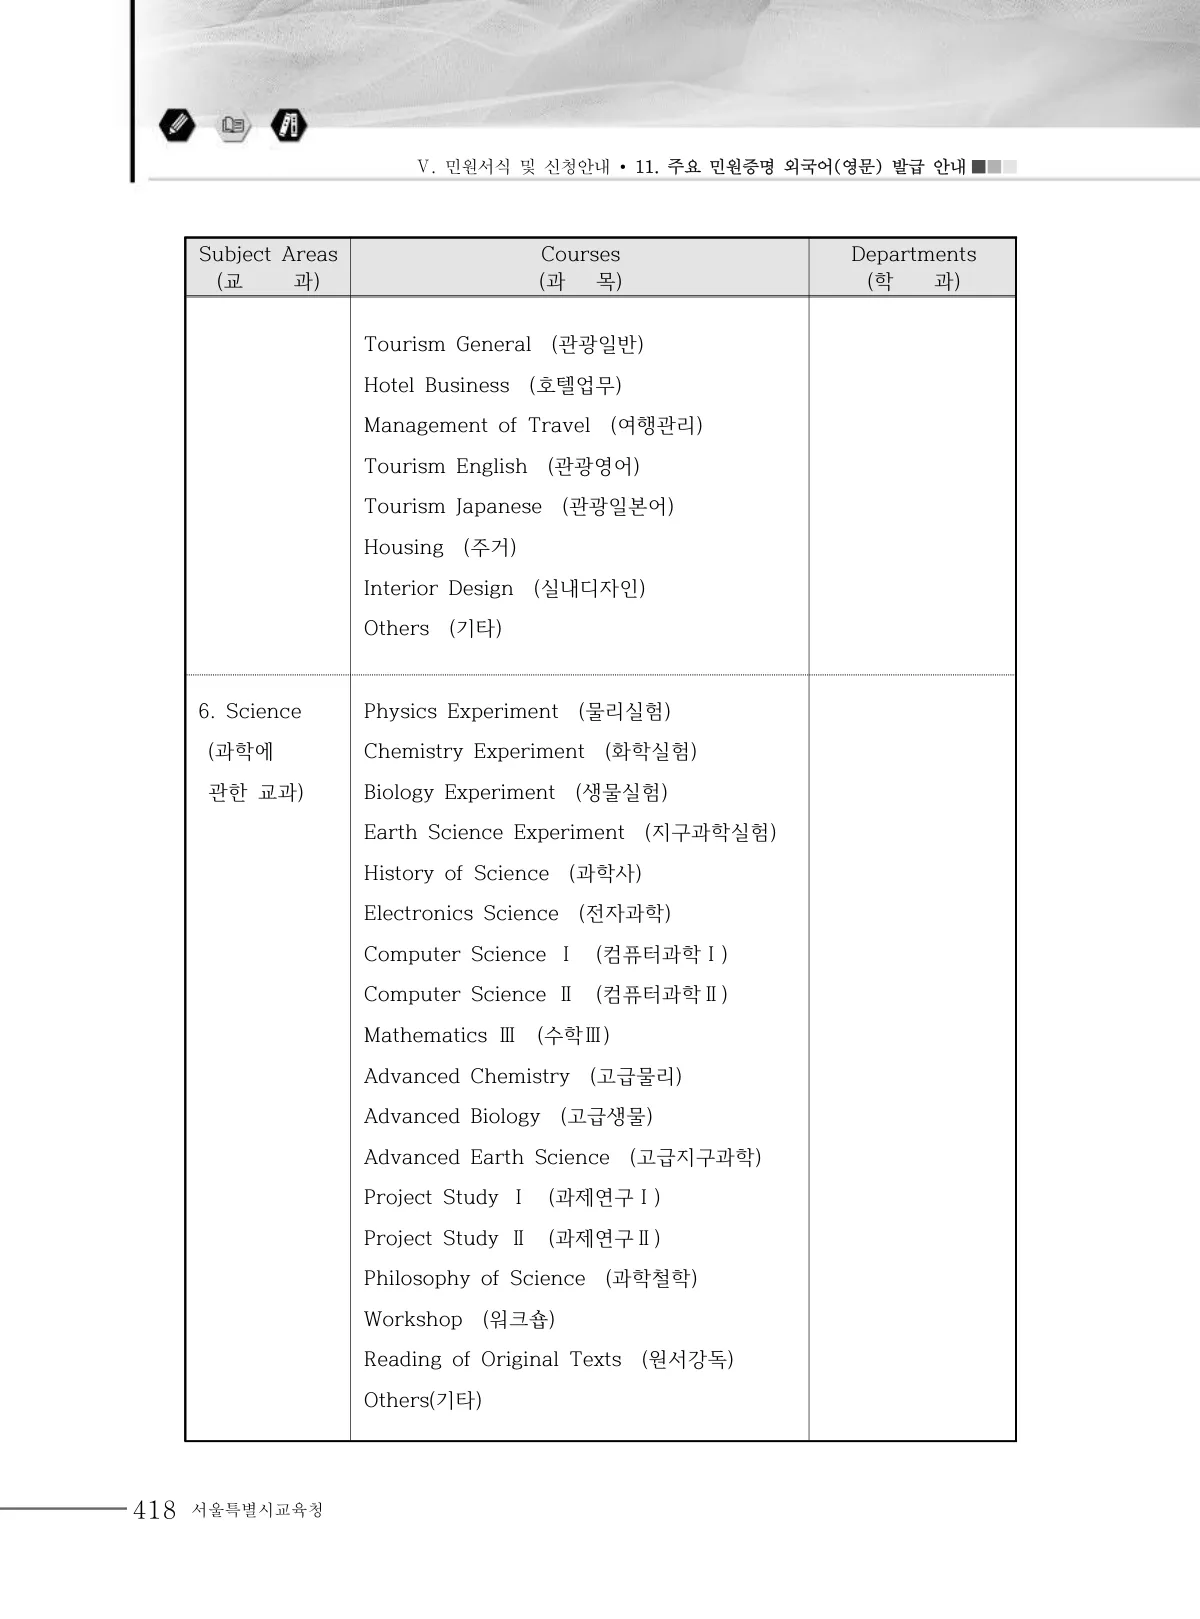 Ⅴ. 민원서식 및 신청안내 • 11. 주요 민원증명 외국어(영문) 발급 안내
Subject Areas
(교 과)
Courses
(과 목)
Departments
(학 과)
Tourism General (관광일반)
Hotel Business (호텔업무)
Management of Travel (여행관리)
Tourism English (관광영어)
Tourism Japanese (관광일본어)
Housing (주거)
Interior Design (실내디자인)
Others (기타)
6. Science
(과학에
관한 교과)
Physics Experiment (물리실험)
Chemistry Experiment (화학실험)
Biology Experiment (생물실험)
Earth Science Experiment (지구과학실험)
History of Science (과학사)
Electronics Science (전자과학)
Computer Science Ⅰ (컴퓨터과학Ⅰ)
Computer Science Ⅱ (컴퓨터과학Ⅱ)
Mathematics Ⅲ (수학Ⅲ)
Advanced Chemistry (고급물리)
Advanced Biology (고급생물)
Advanced Earth Science (고급지구과학)
Project Study Ⅰ (과제연구Ⅰ)
Project Study Ⅱ (과제연구Ⅱ)
Philosophy of Science (과학철학)
Workshop (워크숍)
Reading of Original Texts (원서강독)
Others(기타)
418 서울특별시교육청